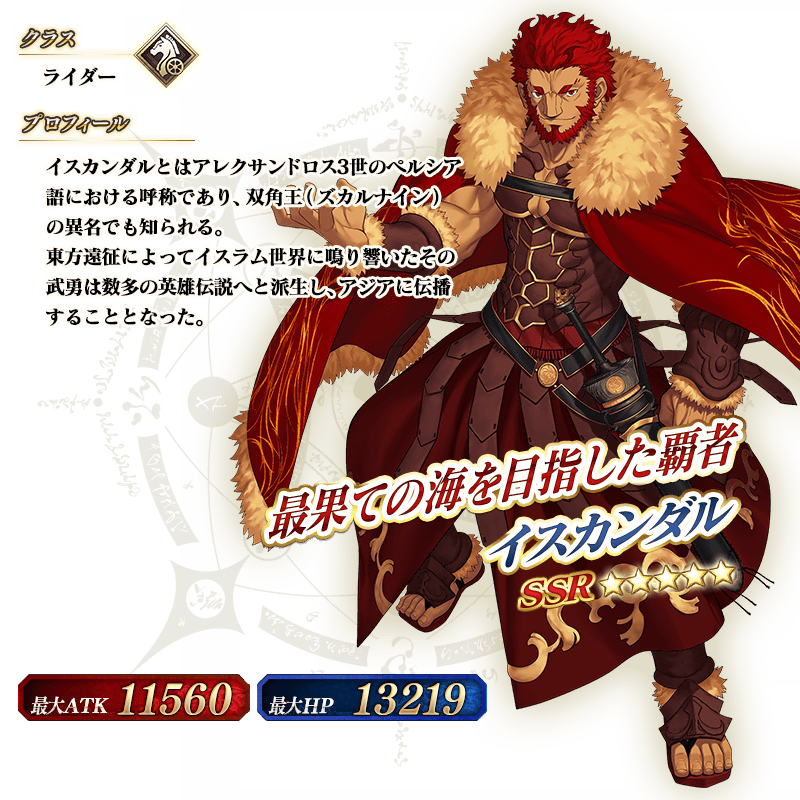 クラス
ライダー
プロフィール
イスカンダルとはアレクサンドロス3世のペルシア
語における呼称であり、双角王(ズカルナイン)
の異名でも知られる。
東方遠征によってイスラム世界に鳴り響いたその
武勇は数多の英雄伝説へと派生し、アジアに伝播
することとなった。
最果ての海を目指した覇者
イスカンダル
SSR ★★★★★
最大ATK 11560
最大HP 13219